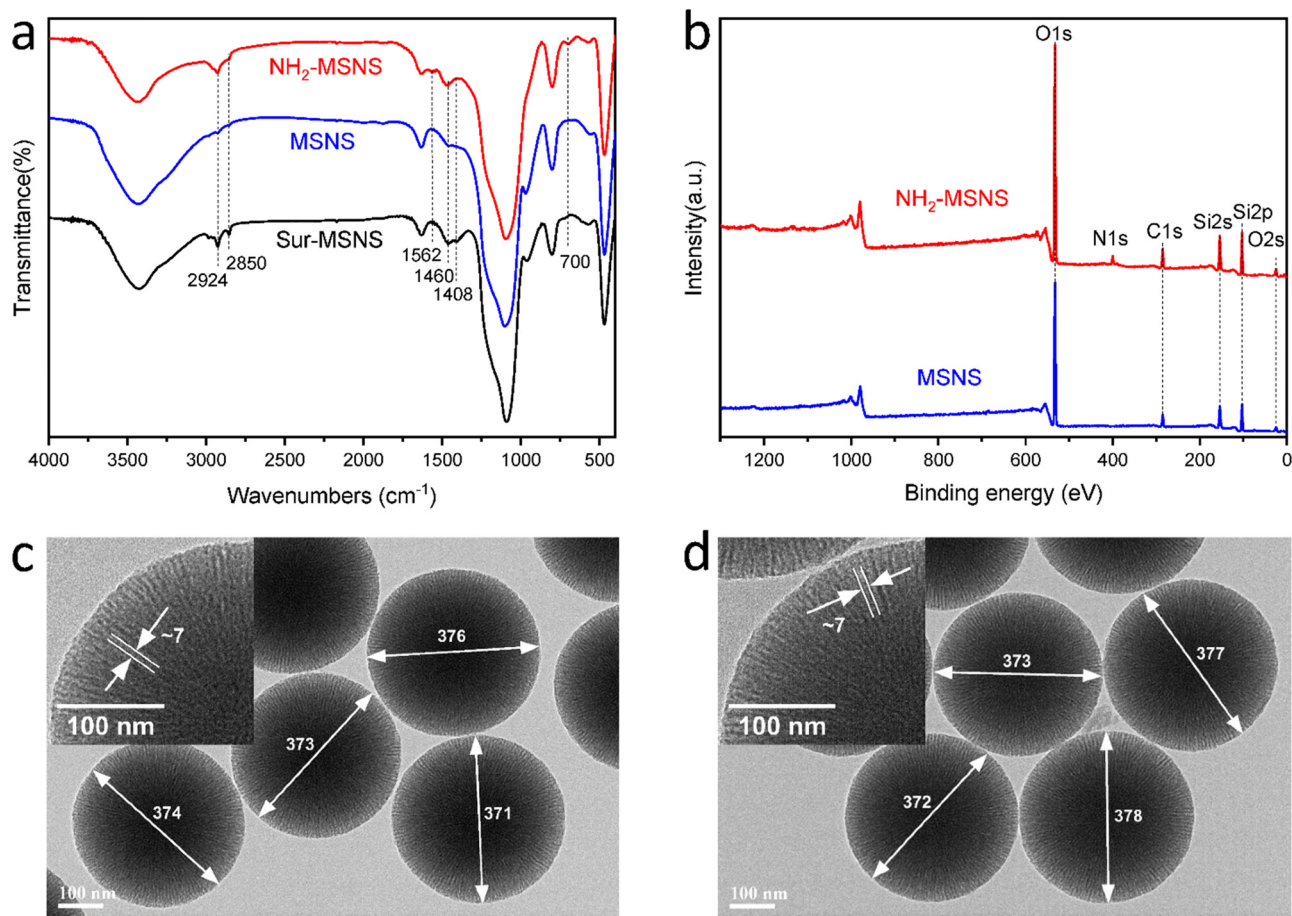 a
NH2-MSNS
MSNS
Sur-MSNS
2924
2850
1562
1460
1408
700
Transmittance(%)
4000 3500 3000 2500 2000 1500 1000 500
Wavenumbers (cm-1)
b
O1s
NH2-MSNS
N1s
C1s
Si2s
Si2p
O2s
MSNS
Intensity(a.u.)
1200 1000 800 600 400 200 0
Binding energy (eV)
c
~7
100 nm
376
373
374
371
100 nm
d
~7
100 nm
373
377
372
378
100 nm